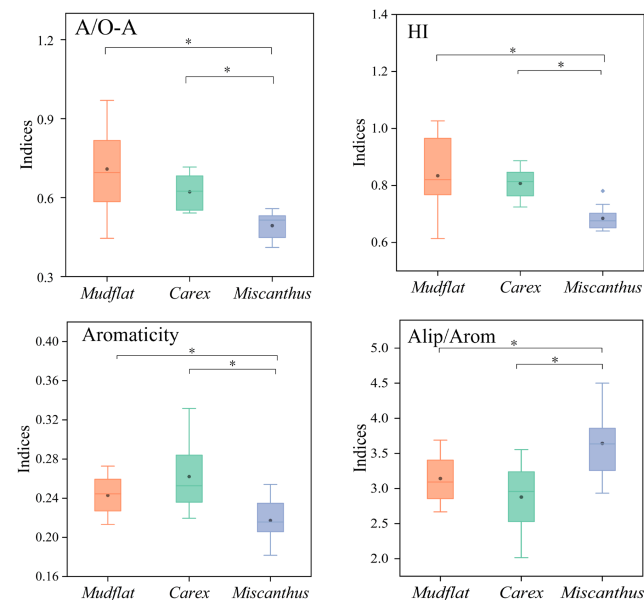 A/O-A
*
*
1.2
0.9
0.6
0.3
Indices
Mudflat Carex Miscanthus
HI
*
*
1.4
1.2
1.0
0.8
0.6
Indices
Mudflat Carex Miscanthus
Aromaticity
*
*
0.40
0.36
0.32
0.28
0.24
0.20
0.16
Indices
Mudflat Carex Miscanthus
Alip/Arom
*
*
5.0
4.5
4.0
3.5
3.0
2.5
2.0
Indices
Mudflat Carex Miscanthus